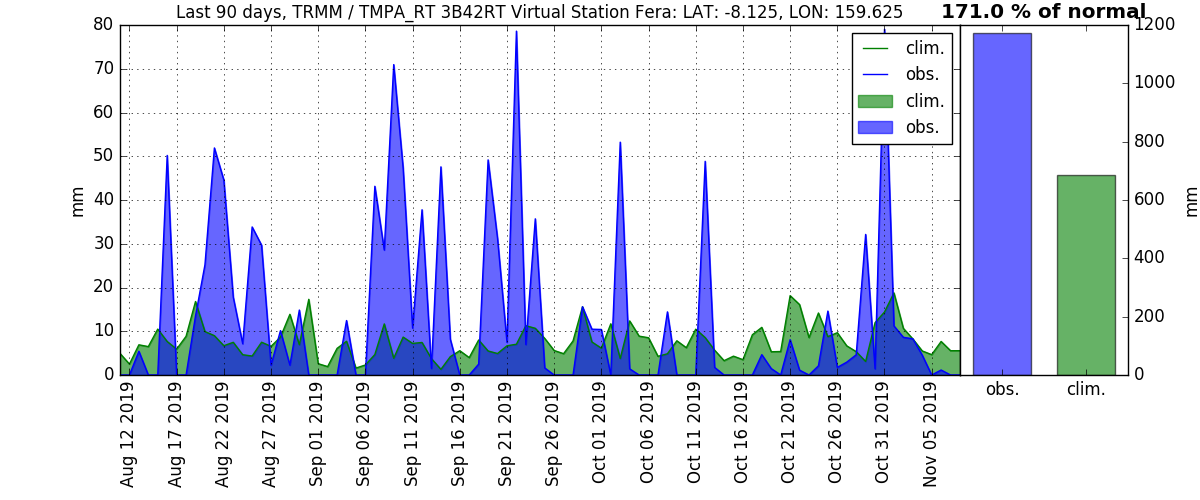 Last 90 days, TRMM / TMPA_RT 3B42RT Virtual Station Fera: LAT: -8.125, LON: 159.625
171.0 % of normal
80
70
60
50
40
30
20
10
0
mm
clim.
obs.
clim.
obs.
1200
1000
800
600
400
200
0
mm
Aug 12 2019
Aug 17 2019
Aug 22 2019
Aug 27 2019
Sep 01 2019
Sep 06 2019
Sep 11 2019
Sep 16 2019
Sep 21 2019
Sep 26 2019
Oct 01 2019
Oct 06 2019
Oct 11 2019
Oct 16 2019
Oct 21 2019
Oct 26 2019
Oct 31 2019
Nov 05 2019
obs.
clim.